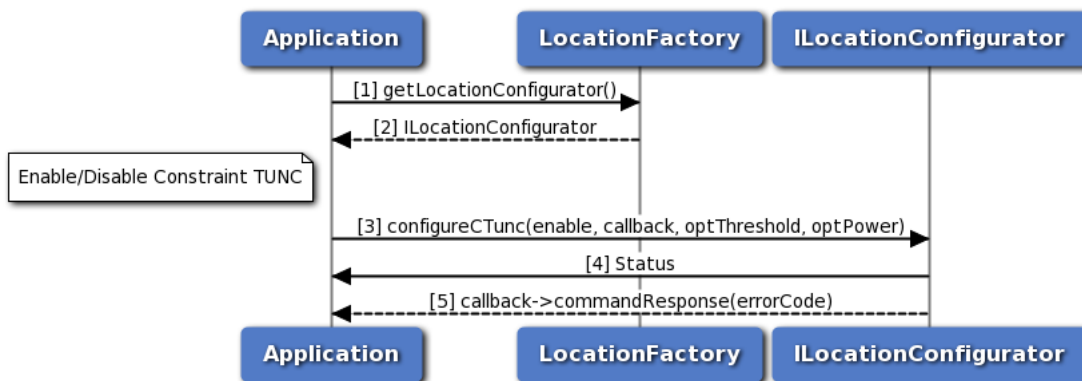 Application
LocationFactory
ILocationConfigurator
[1] getLocationConfigurator()
[2] ILocationConfigurator
Enable/Disable Constraint TUNC
[3] configureCTunc(enable, callback, optThreshold, optPower)
[4] Status
[5] callback->commandResponse(errorCode)
Application
LocationFactory
ILocationConfigurator